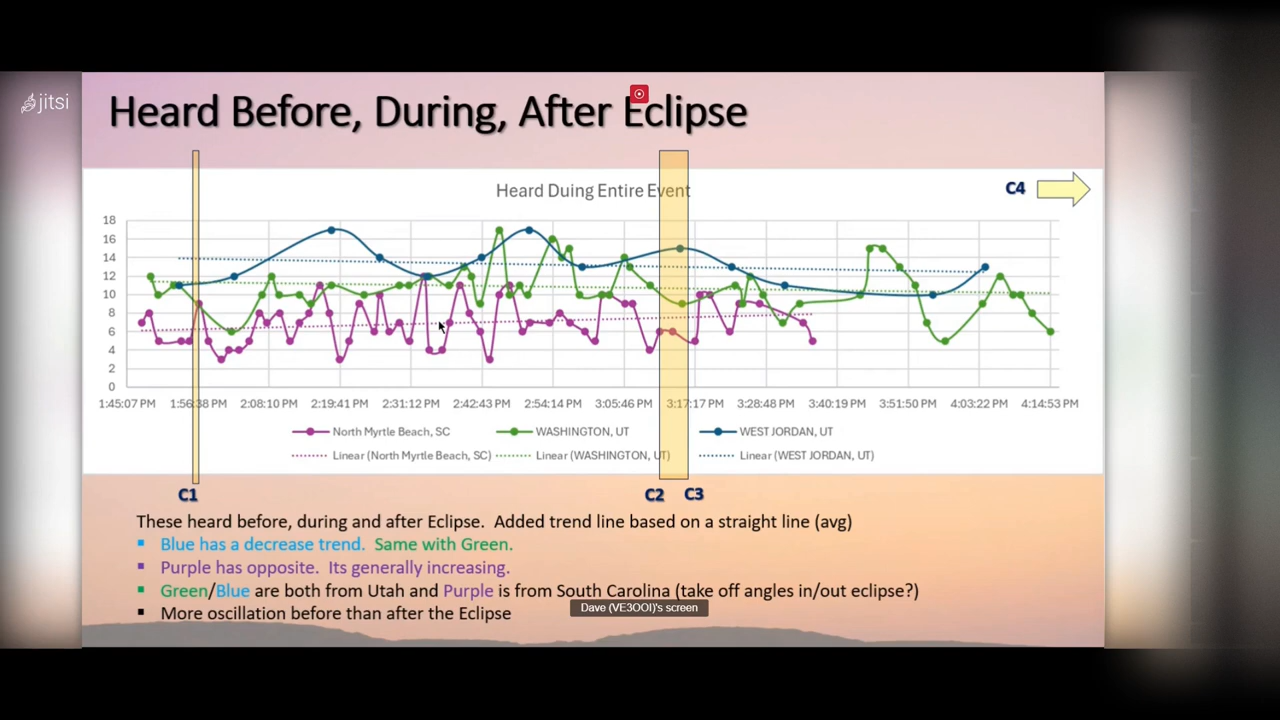 jitsi
Heard Before, During, After Eclipse
Heard Duing Entire Event
C4
18
16
14
12
10
8
6
4
2
0
1:45:07 PM 1:56:38 PM 2:08:10 PM 2:19:41 PM 2:31:12 PM 2:42:43 PM 2:54:14 PM 3:05:46 PM 3:17:17 PM 3:28:48 PM 3:40:19 PM 3:51:50 PM 4:03:22 PM 4:14:53 PM
North Myrtle Beach, SC WASHINGTON, UT WEST JORDAN, UT
Linear (North Myrtle Beach, SC) Linear (WASHINGTON, UT) Linear (WEST JORDAN, UT)
C1 C2 C3
These heard before, during and after Eclipse. Added trend line based on a straight line (avg)
▪ Blue has a decrease trend. Same with Green.
▪ Purple has opposite. Its generally increasing.
▪ Green/Blue are both from Utah and Purple is from South Carolina (take off angles in/out eclipse?)
Dave (VE3OOI)'s screen
▪ More oscillation before than after the Eclipse